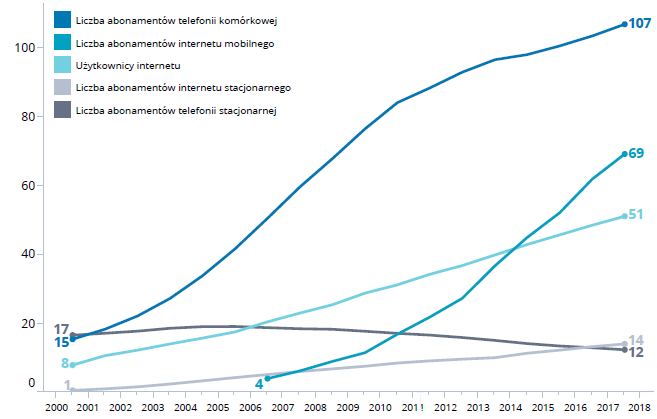 Liczba abonamentów telefonii komórkowej
Liczba abonamentów internetu mobilnego
Użytkownicy internetu
Liczba abonamentów internetu stacjonarnego
Liczba abonamentów telefonii stacjonarnej
100
80
60
40
20
0
17
15
8
1
4
107
69
51
14
12
2000 2001 2002 2003 2004 2005 2006 2007 2008 2009 2010 2011 2012 2013 2014 2015 2016 2017 2018